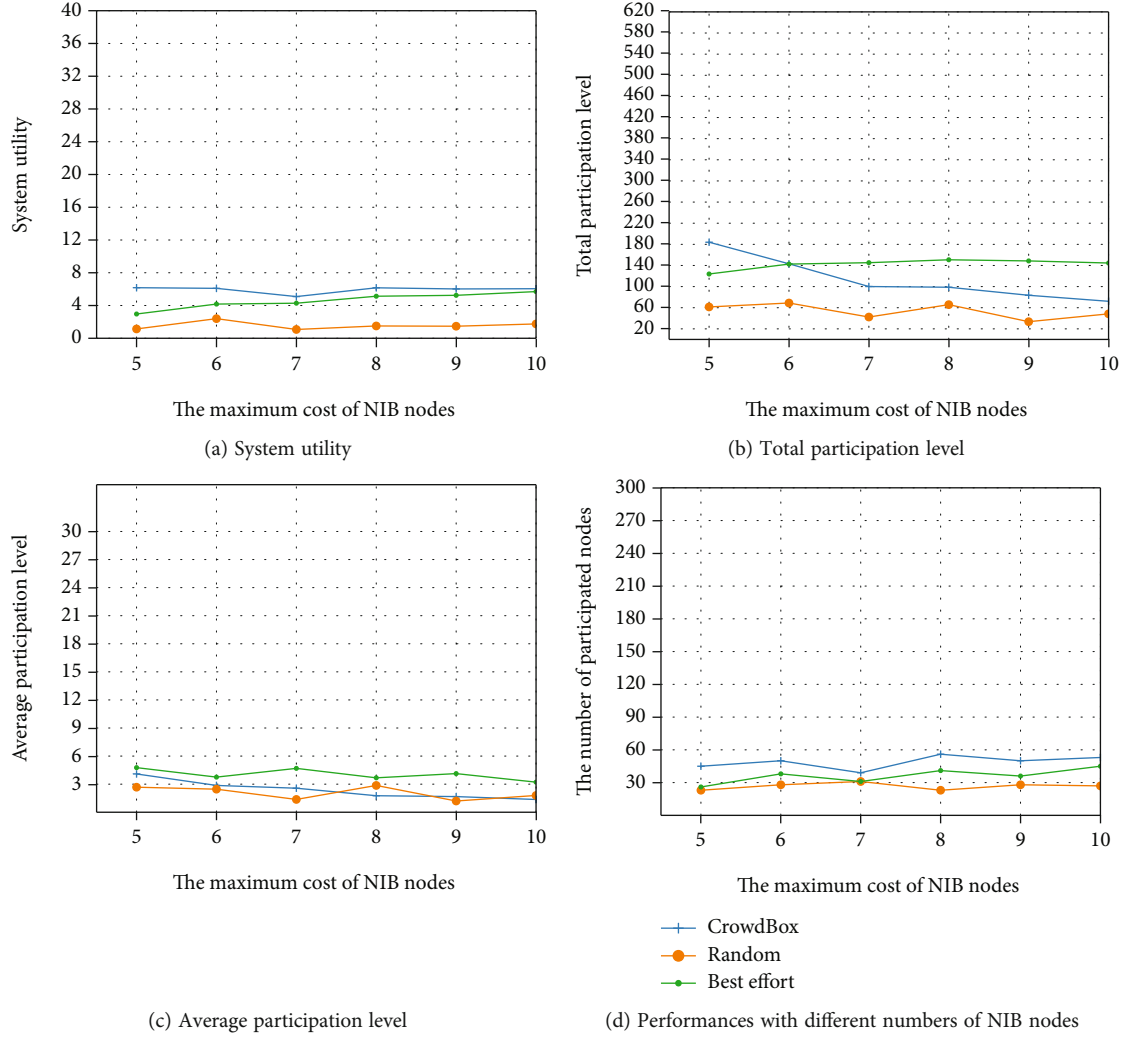 40
36
32
28
24
20
16
12
8
4
0
System utility
5 6 7 8 9 10
The maximum cost of NIB nodes
(a) System utility
620
580
540
500
460
420
380
340
300
260
220
180
140
100
60
20
Total participation level
5 6 7 8 9 10
The maximum cost of NIB nodes
(b) Total participation level
30
27
24
21
18
15
12
9
6
3
Average participation level
5 6 7 8 9 10
The maximum cost of NIB nodes
(c) Average participation level
300
270
240
210
180
150
120
90
60
30
The number of participated nodes
5 6 7 8 9 10
The maximum cost of NIB nodes
CrowdBox
Random
Best effort
(d) Performances with different numbers of NIB nodes